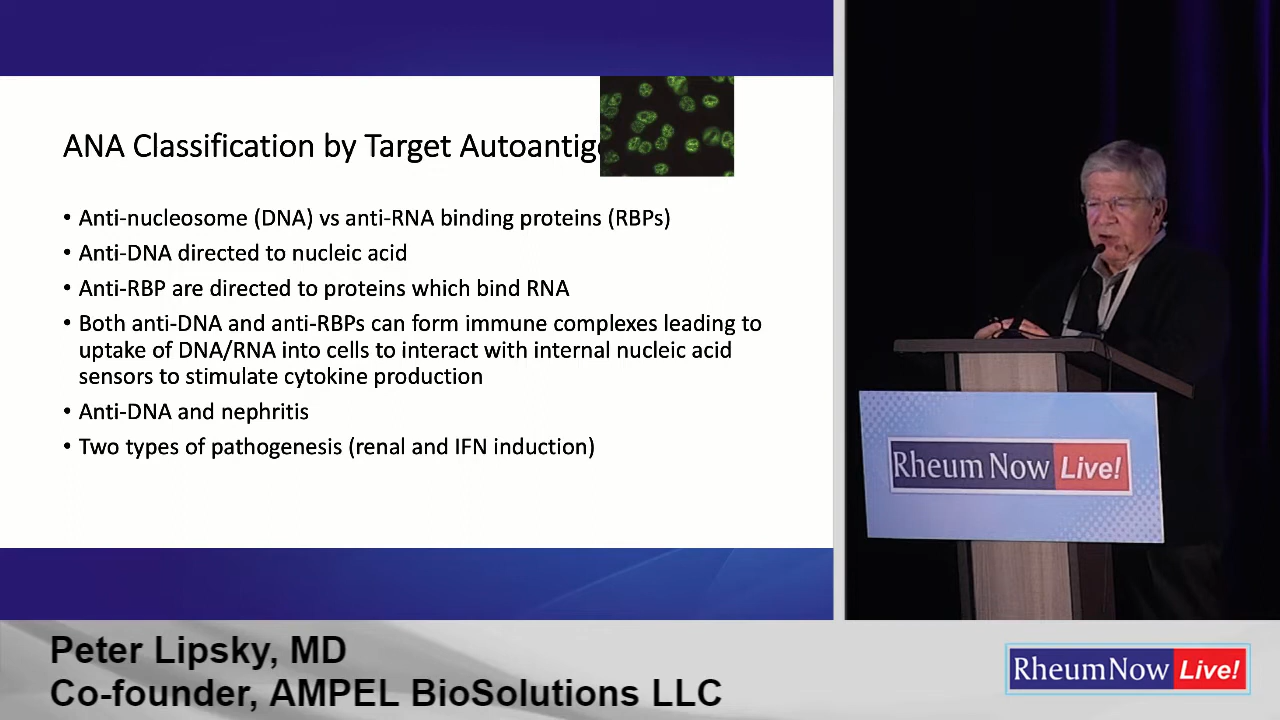 ANA Classification by Target Autoantig
• Anti-nucleosome (DNA) vs anti-RNA binding proteins (RBPs)
• Anti-DNA directed to nucleic acid
• Anti-RBP are directed to proteins which bind RNA
• Both anti-DNA and anti-RBPs can form immune complexes leading to
uptake of DNA/RNA into cells to interact with internal nucleic acid
sensors to stimulate cytokine production
• Anti-DNA and nephritis
• Two types of pathogenesis (renal and IFN induction)
RheumNow Live!
Peter Lipsky, MD
Co-founder, AMPEL BioSolutions LLC
RheumNow Live!